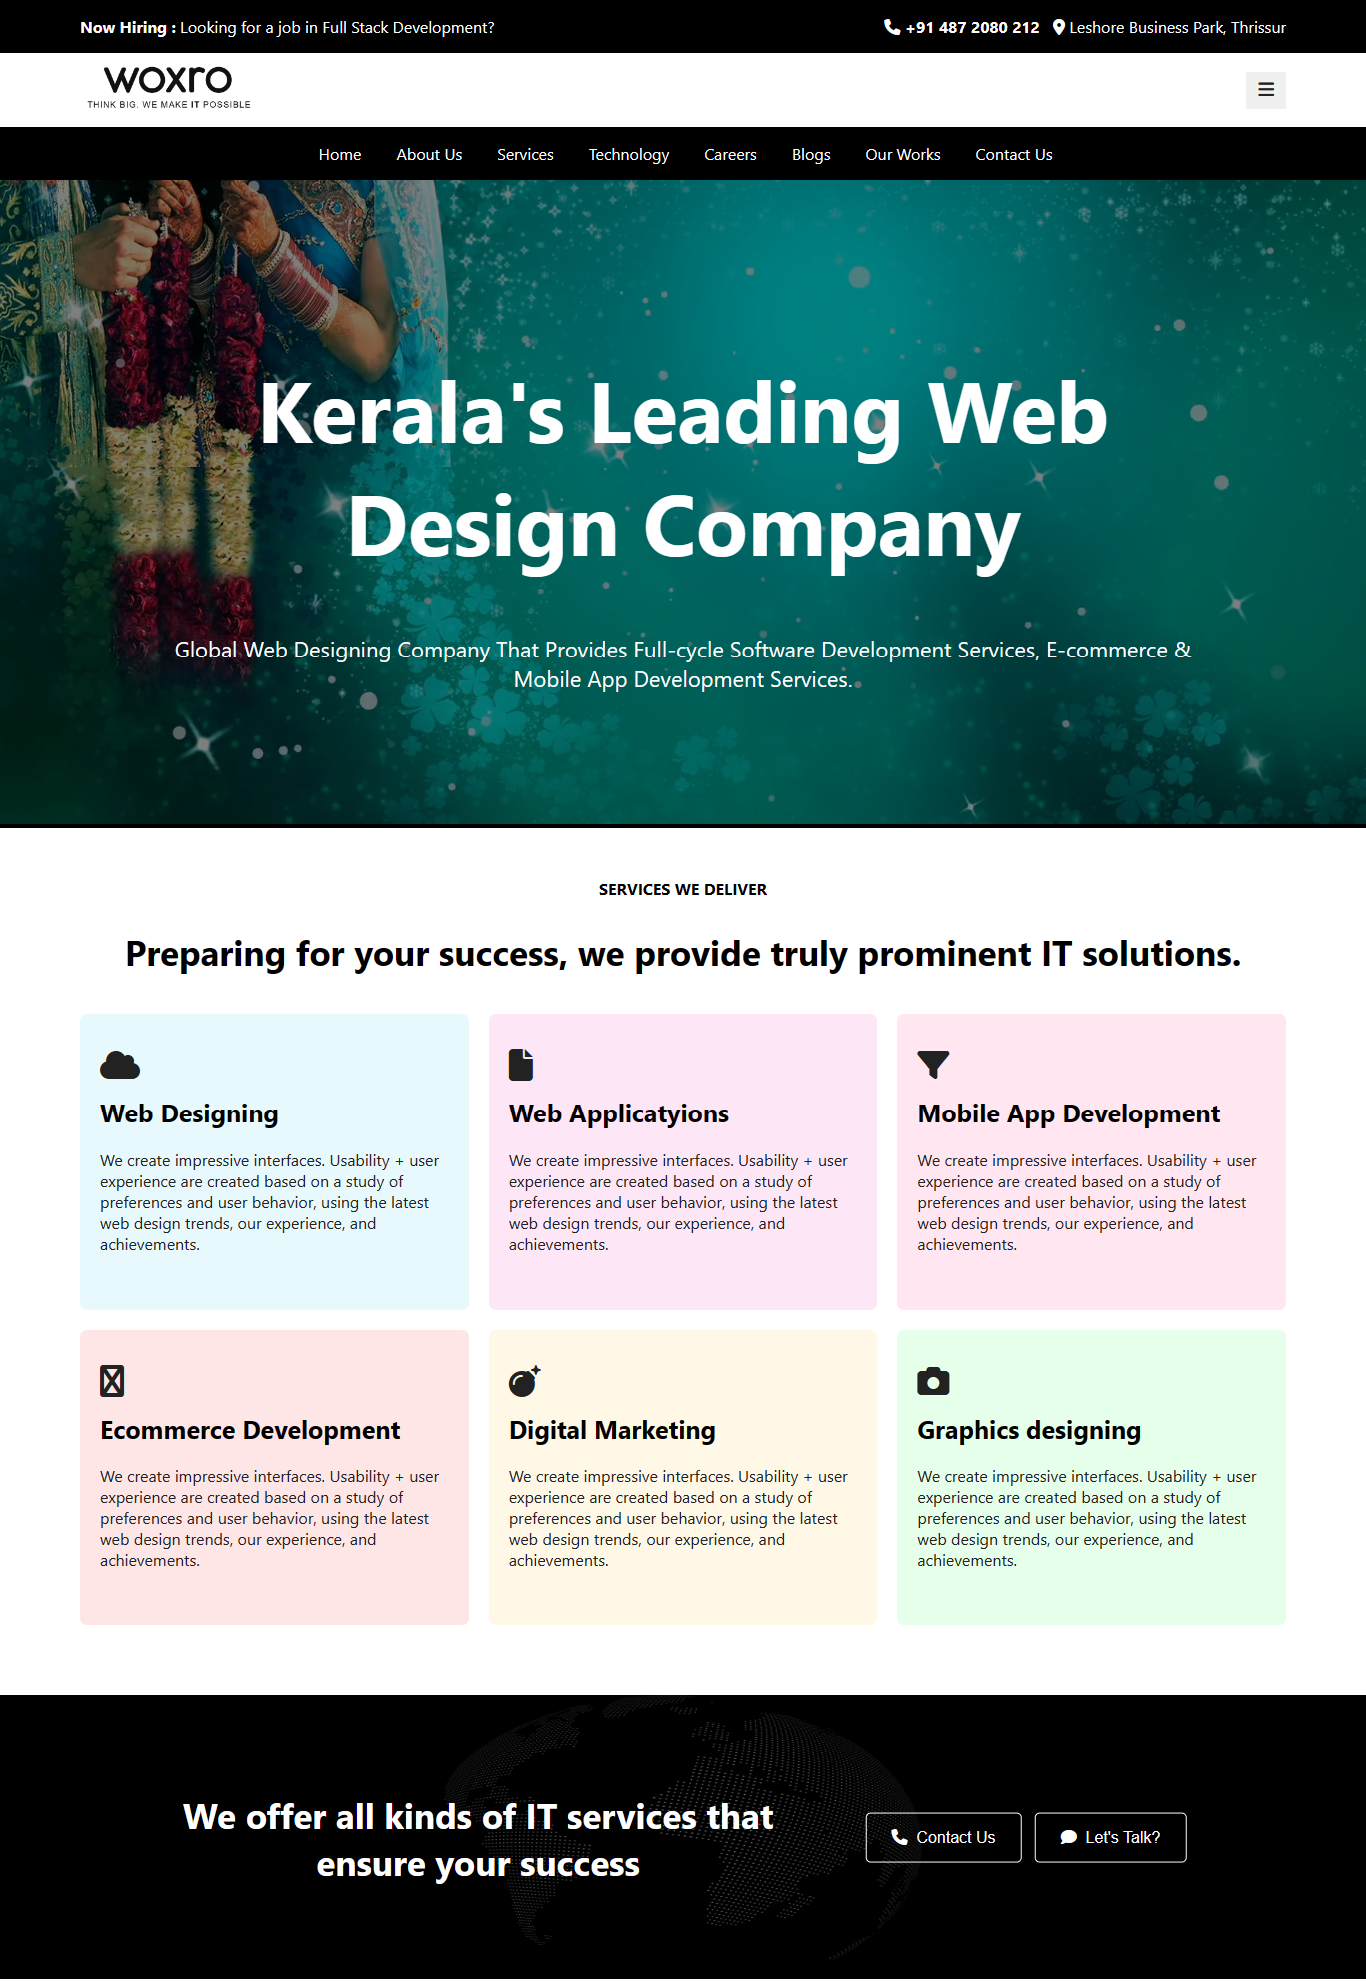 Now Hiring : Looking for a job in Full Stack Development?
+91 487 2080 212 Leshore Business Park, Thrissur
woxro
THINK BIG. WE MAKE IT POSSIBLE
Home About Us Services Technology Careers Blogs Our Works Contact Us
Kerala's Leading Web
Design Company
Global Web Designing Company That Provides Full-cycle Software Development Services, E-commerce &
Mobile App Development Services.
SERVICES WE DELIVER
Preparing for your success, we provide truly prominent IT solutions.
Web Designing
We create impressive interfaces. Usability + user
experience are created based on a study of
preferences and user behavior, using the latest
web design trends, our experience, and
achievements.
Web Applicatyions
We create impressive interfaces. Usability + user
experience are created based on a study of
preferences and user behavior, using the latest
web design trends, our experience, and
achievements.
Mobile App Development
We create impressive interfaces. Usability + user
experience are created based on a study of
preferences and user behavior, using the latest
web design trends, our experience, and
achievements.
Ecommerce Development
We create impressive interfaces. Usability + user
experience are created based on a study of
preferences and user behavior, using the latest
web design trends, our experience, and
achievements.
Digital Marketing
We create impressive interfaces. Usability + user
experience are created based on a study of
preferences and user behavior, using the latest
web design trends, our experience, and
achievements.
Graphics designing
We create impressive interfaces. Usability + user
experience are created based on a study of
preferences and user behavior, using the latest
web design trends, our experience, and
achievements.
We offer all kinds of IT services that
ensure your success
Contact Us
Let's Talk?